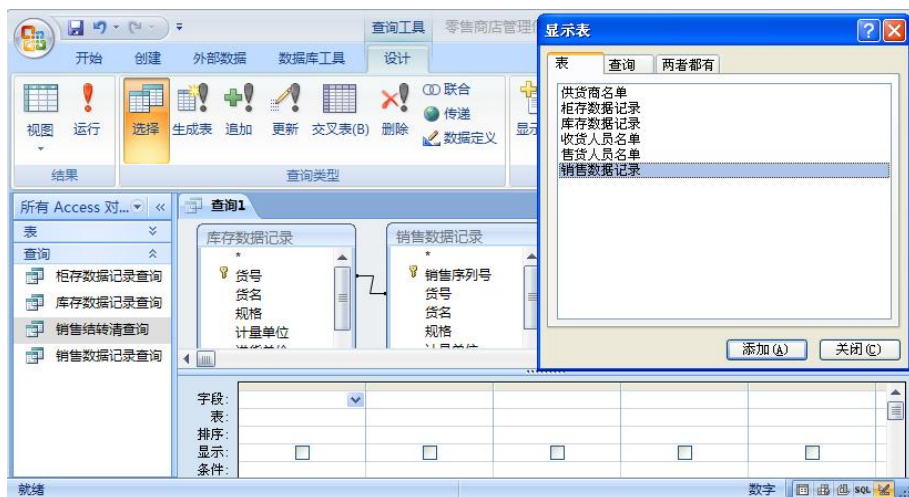 查询工具 零售商店管理
开始 创建 外部数据 数据库工具 设计
视图 运行 选择 生成表 追加 更新 交叉表(B) 删除 联合
传递
数据定义
显示
结果 查询类型
所有 Access 对...
表
查询
柜存数据记录查询
库存数据记录查询
销售结转清查询
销售数据记录查询
查询1
库存数据记录
*
货号
货名
规格
计量单位
销售数据记录
*
销售序列号
货号
货名
规格
字段:
表:
排序:
显示:
条件:
就绪 数字 SQL
显示表
表 查询 两者都有
供货商名单
柜存数据记录
库存数据记录
收货人员名单
售货人员名单
销售数据记录
添加(A) 关闭(C)